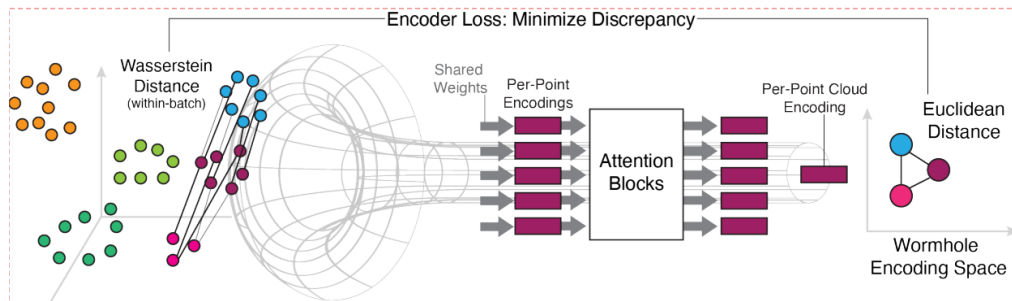 Encoder Loss: Minimize Discrepancy
Wasserstein
Distance
(within-batch)
Shared
Weights
Per-Point
Encodings
Attention
Blocks
Per-Point Cloud
Encoding
Euclidean
Distance
Wormhole
Encoding Space